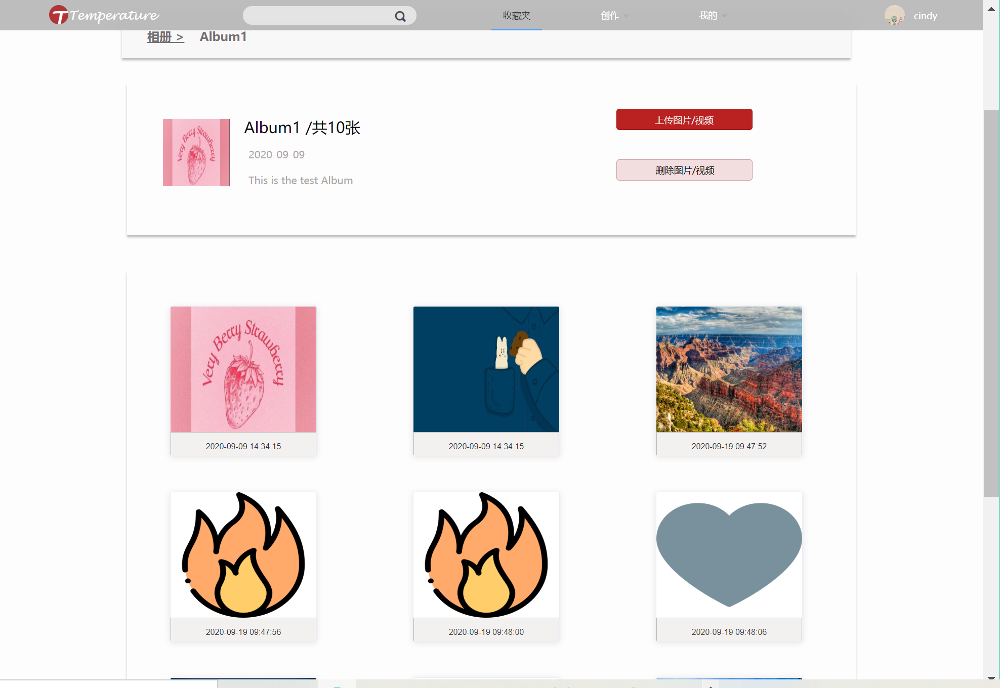 Temperature
收藏夹
创作
我的
cindy
相册 > Album1
Very Berry Strawberry
Album1 /共10张
2020-09-09
This is the test Album
上传图片/视频
删除图片/视频
Very Berry Strawberry
2020-09-09 14:34:15
2020-09-09 14:34:15
2020-09-19 09:47:52
2020-09-19 09:47:56
2020-09-19 09:48:00
2020-09-19 09:48:06